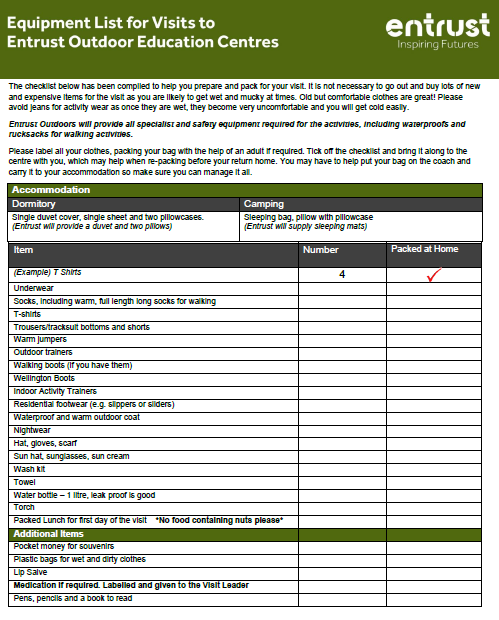 Equipment List for Visits to
Entrust Outdoor Education Centres
entrust
Inspiring Futures
The checklist below has been compiled to help you prepare and pack for your visit. It is not necessary to go out and buy lots of new
and expensive items for the visit as you are likely to get wet and mucky at times. Old but comfortable clothes are great! Please
avoid jeans for activity wear as once they are wet, they become very uncomfortable and you will get cold easily.
Entrust Outdoors will provide all specialist and safety equipment required for the activities, including waterproofs and
rucksacks for walking activities.
Please label all your clothes, packing your bag with the help of an adult if required. Tick off the checklist and bring it along to the
centre with you, which may help when re-packing before your return home. You may have to help put your bag on the coach and
carry it to your accommodation so make sure you can manage it all.
Accommodation
Dormitory Camping
Single duvet cover, single sheet and two pillowcases. Sleeping bag, pillow with pillowcase
(Entrust will provide a duvet and two pillows) (Entrust will supply sleeping mats)
Item Number Packed at Home
(Example) T Shirts 4 ✓
Underwear
Socks, including warm, full length long socks for walking
T-shirts
Trousers/tracksuit bottoms and shorts
Warm jumpers
Outdoor trainers
Walking boots (if you have them)
Wellington Boots
Indoor Activity Trainers
Residential footwear (e.g. slippers or sliders)
Waterproof and warm outdoor coat
Nightwear
Hat, gloves, scarf
Sun hat, sunglasses, sun cream
Wash kit
Towel
Water bottle – 1 litre, leak proof is good
Torch
Packed Lunch for first day of the visit *No food containing nuts please*
Additional Items
Pocket money for souvenirs
Plastic bags for wet and dirty clothes
Lip Salve
Medication if required. Labelled and given to the Visit Leader
Pens, pencils and a book to read